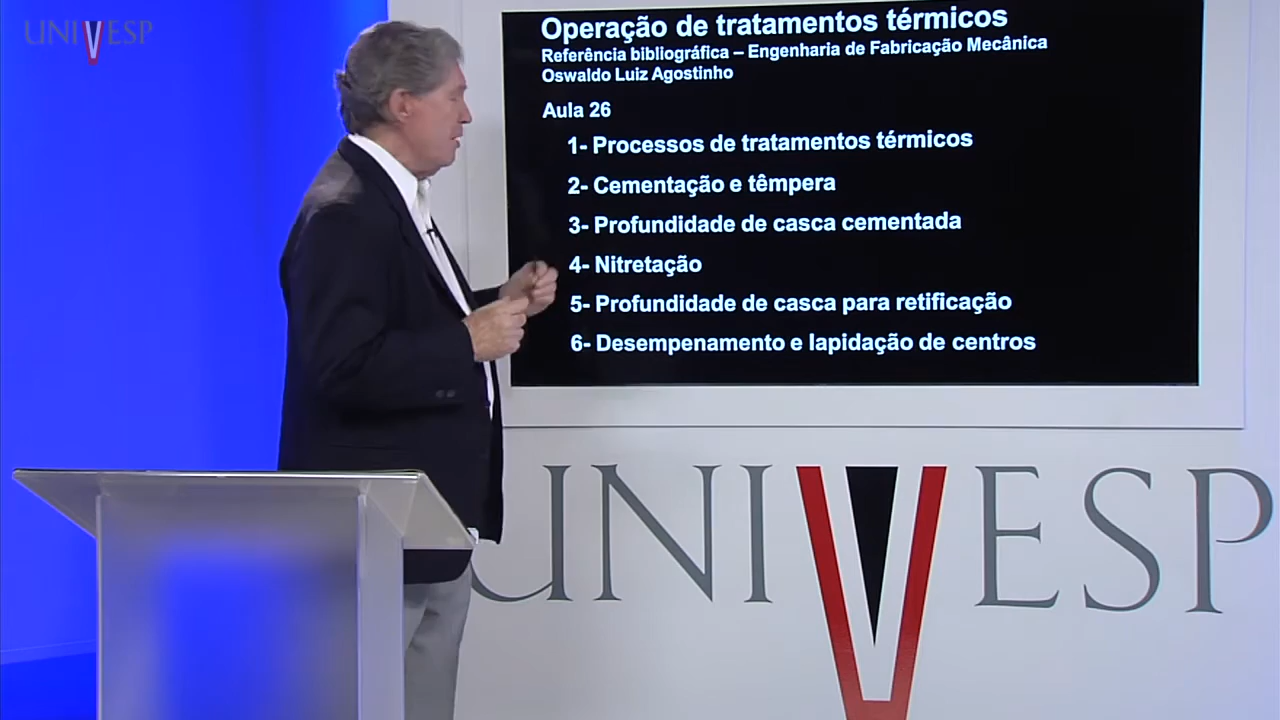 UNIVESP
Operação de tratamentos térmicos
Referência bibliográfica – Engenharia de Fabricação Mecânica
Oswaldo Luiz Agostinho
Aula 26
1- Processos de tratamentos térmicos
2- Cementação e têmpera
3- Profundidade de casca cementada
4- Nitretação
5- Profundidade de casca para retificação
6- Desempenamento e lapidação de centros
UNIVESP